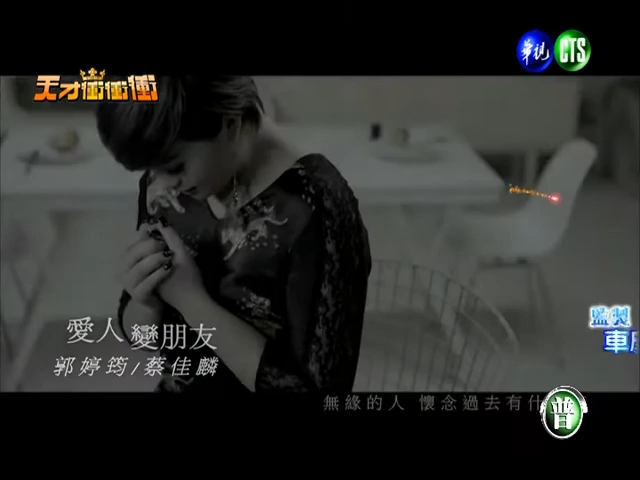 華視 CTS
天才衝衝衝
監製
車
愛人 變朋友
郭婷筠/蔡佳麟
無緣的人 懷念過去有什
普